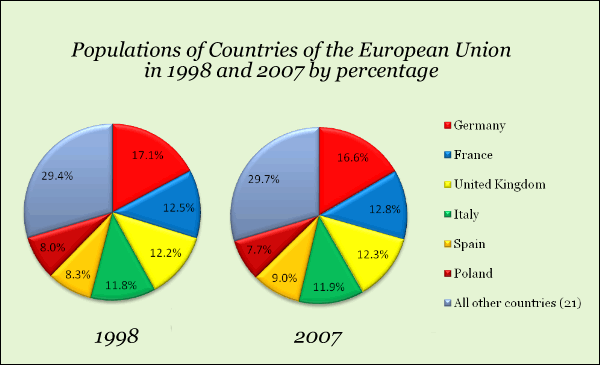 Populations of Countries of the European Union
in 1998 and 2007 by percentage
17.1%
12.5%
12.2%
11.8%
8.3%
8.0%
29.4%
1998
16.6%
12.8%
12.3%
11.9%
9.0%
7.7%
29.7%
2007
Germany
France
United Kingdom
Italy
Spain
Poland
All other countries (21)